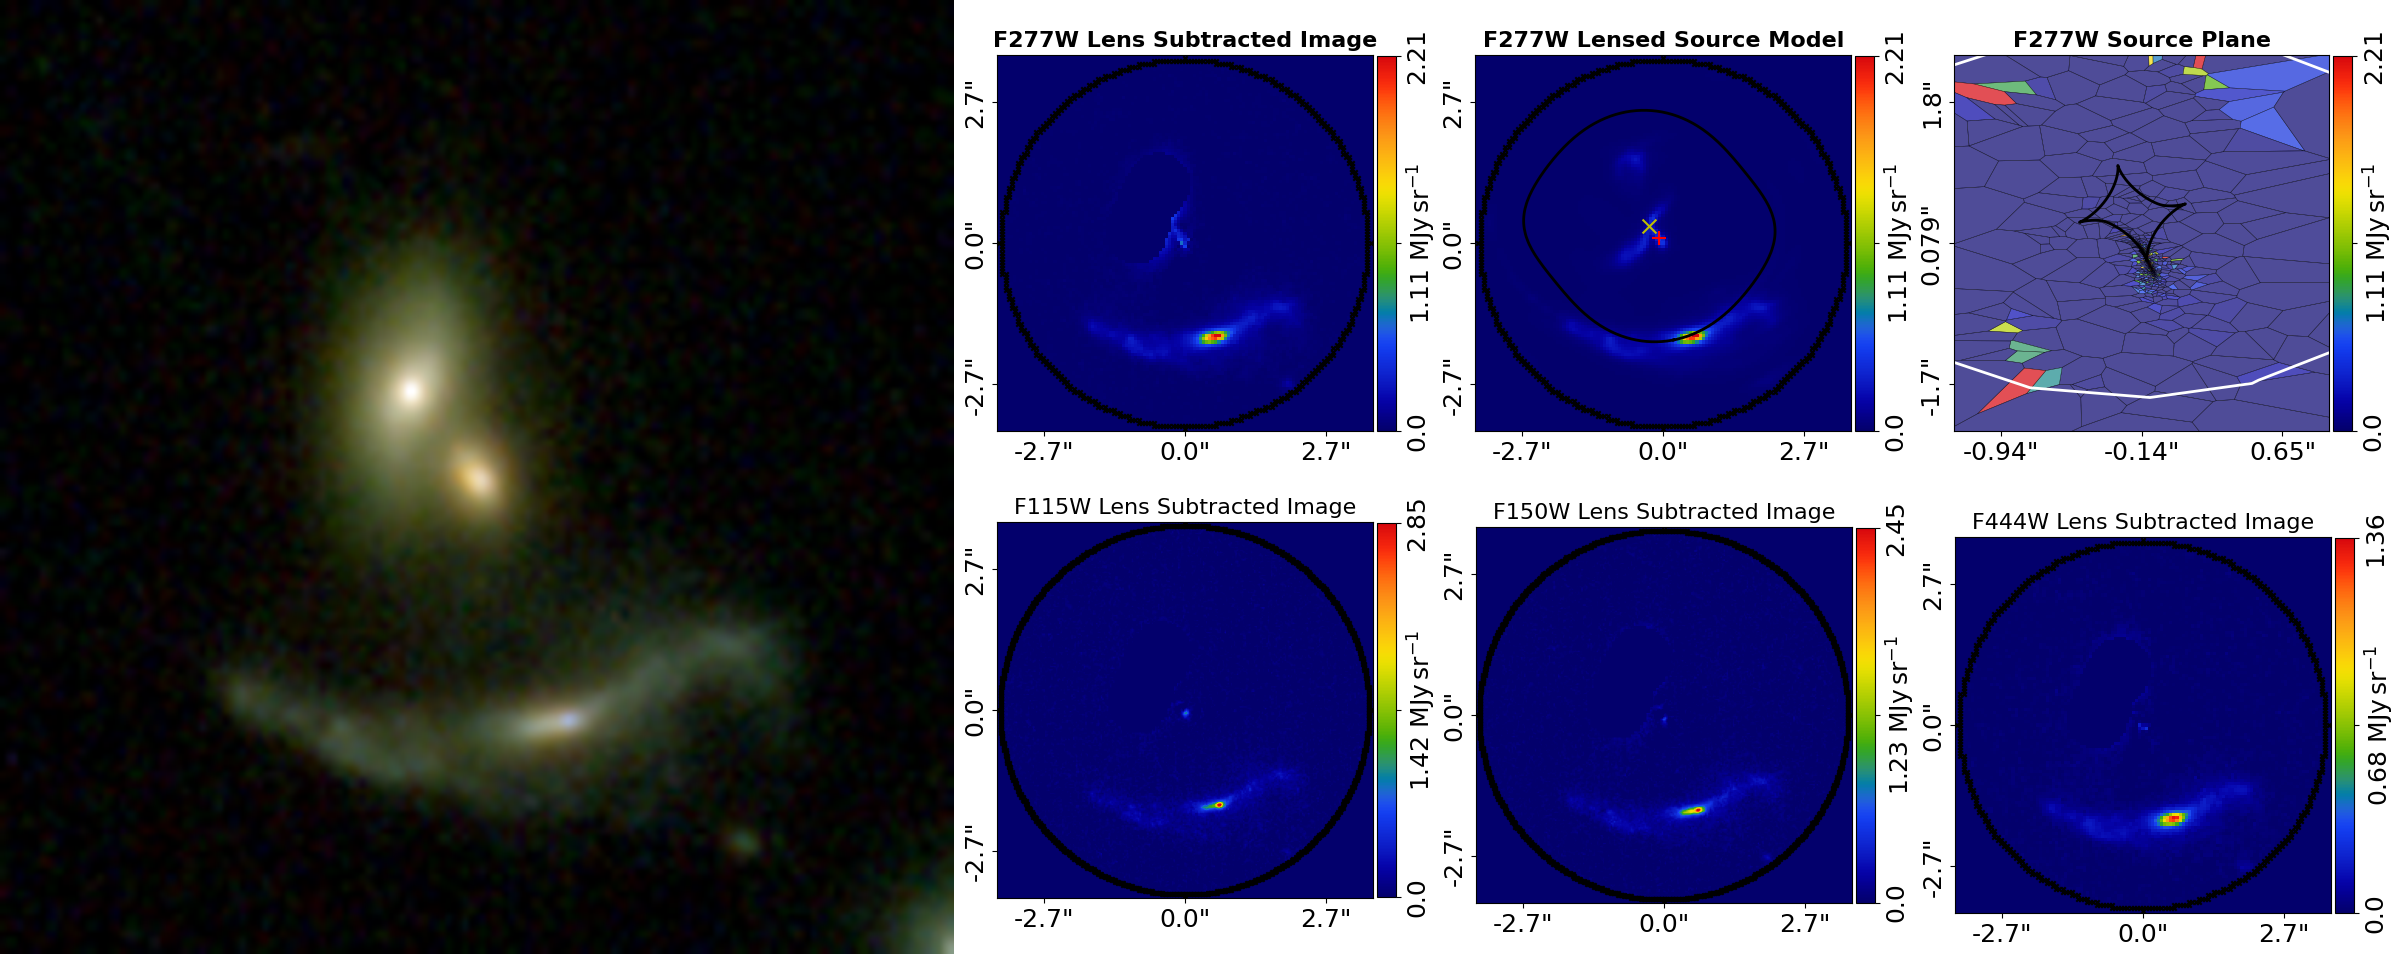 F277W Lens Subtracted Image
2.7"
0.0"
-2.7"
-2.7" 0.0" 2.7"
2.21
1.11 MJy sr⁻¹
0.0
F277W Lensed Source Model
2.7"
0.0"
-2.7"
-2.7" 0.0" 2.7"
2.21
1.11 MJy sr⁻¹
0.0
F277W Source Plane
1.8"
0.079"
-1.7"
-0.94" -0.14" 0.65"
2.21
1.11 MJy sr⁻¹
0.0
F115W Lens Subtracted Image
2.7"
0.0"
-2.7"
-2.7" 0.0" 2.7"
2.85
1.42 MJy sr⁻¹
0.0
F150W Lens Subtracted Image
2.7"
0.0"
-2.7"
-2.7" 0.0" 2.7"
2.45
1.23 MJy sr⁻¹
0.0
F444W Lens Subtracted Image
2.7"
0.0"
-2.7"
-2.7" 0.0" 2.7"
1.36
0.68 MJy sr⁻¹
0.0